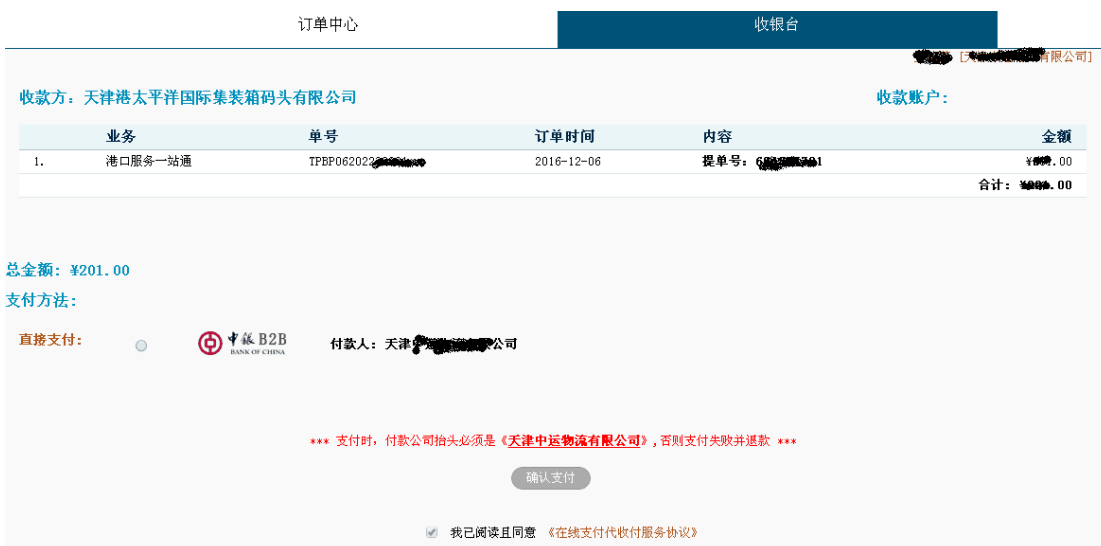 订单中心 收银台
[天津 有限公司]
收款方：天津港太平洋国际集装箱码头有限公司 收款账户：
业务 单号 订单时间 内容 金额
1. 港口服务一站通 TPBP06202 2016-12-06 提单号： ¥ .00
合计： ¥ .00
总金额：¥201.00
支付方法：
直接支付： 中银 B2B 付款人：天津 公司
BANK OF CHINA
*** 支付时，付款公司抬头必须是《天津中运物流有限公司》,否则支付失败并退款 ***
确认支付
我已阅读且同意 《在线支付代收付服务协议》